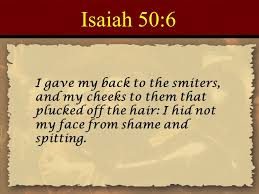 Isaiah 50:6
I gave my back to the smiters,
and my cheeks to them that
plucked off the hair: I hid not
my face from shame and
spitting.